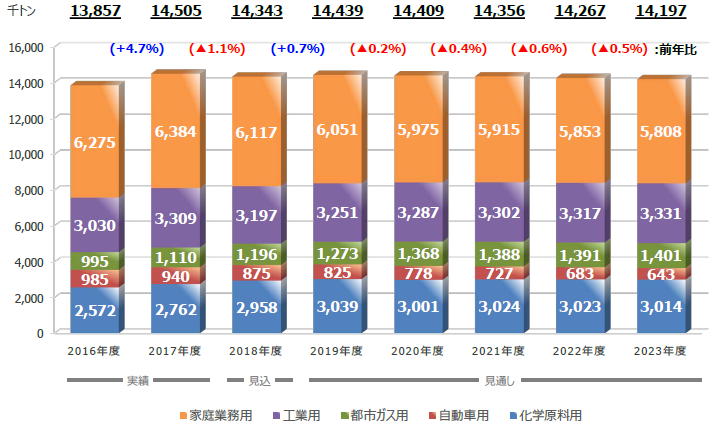 千トン 13,857 14,505 14,343 14,439 14,409 14,356 14,267 14,197
(+4.7%) (▲1.1%) (+0.7%) (▲0.2%) (▲0.4%) (▲0.6%) (▲0.5%) :前年比
16,000
14,000
12,000
10,000
8,000
6,000
4,000
2,000
0
6,275 6,384 6,117 6,051 5,975 5,915 5,853 5,808
3,030 3,309 3,197 3,251 3,287 3,302 3,317 3,331
995 1,110 1,196 1,273 1,368 1,388 1,391 1,401
985 940 875 825 778 727 683 643
2,572 2,762 2,958 3,039 3,001 3,024 3,023 3,014
2016年度 2017年度 2018年度 2019年度 2020年度 2021年度 2022年度 2023年度
実績 見込 見通し
家庭業務用 工業用 都市ガス用 自動車用 化学原料用